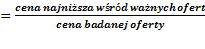 = cena najniższa wśród ważnych ofert
cena badanej oferty